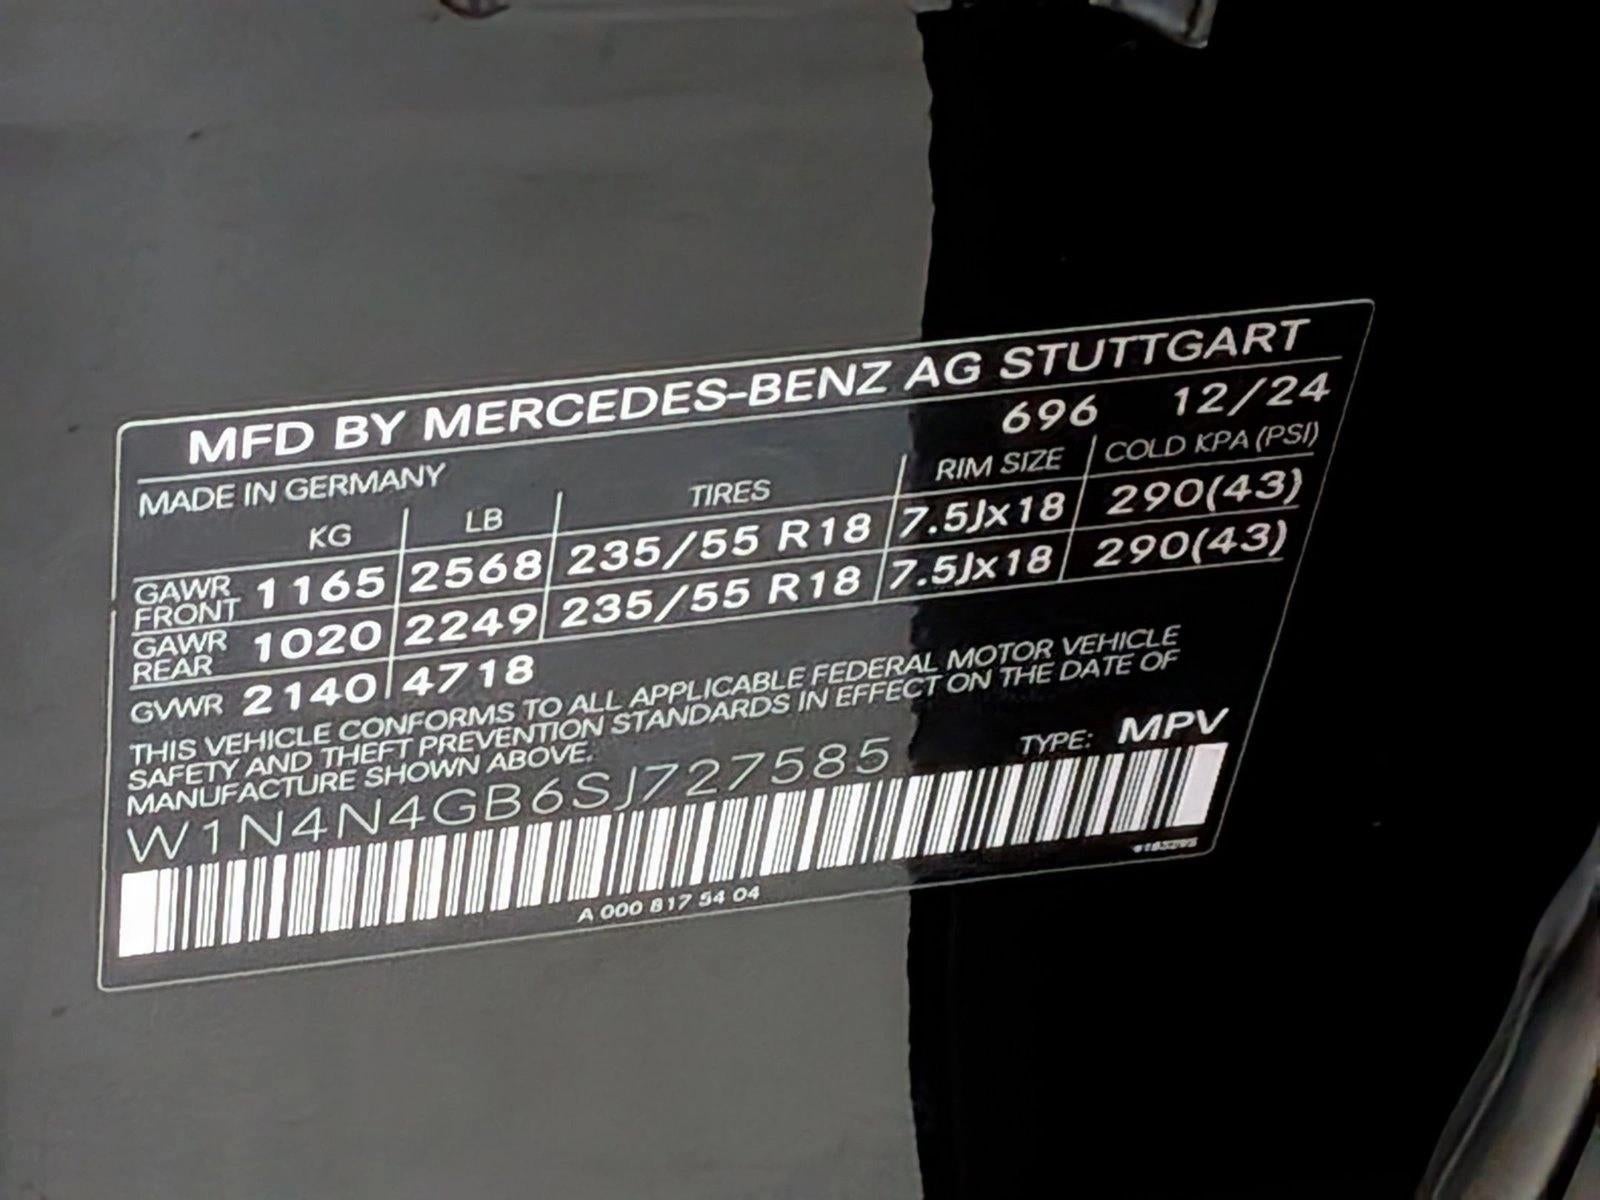 MFD BY MERCEDES-BENZ AG STUTTGART
MADE IN GERMANY 696 12/24
KG LB TIRES RIM SIZE COLD KPA (PSI)
GAWR FRONT 1165 2568 235/55 R18 7.5Jx18 290(43)
GAWR REAR 1020 2249 235/55 R18 7.5Jx18 290(43)
GVWR 2140 4718
THIS VEHICLE CONFORMS TO ALL APPLICABLE FEDERAL MOTOR VEHICLE
SAFETY AND THEFT PREVENTION STANDARDS IN EFFECT ON THE DATE OF
MANUFACTURE SHOWN ABOVE.
W1N4N4GB6SJ727585 TYPE: MPV
A 000 817 54 04